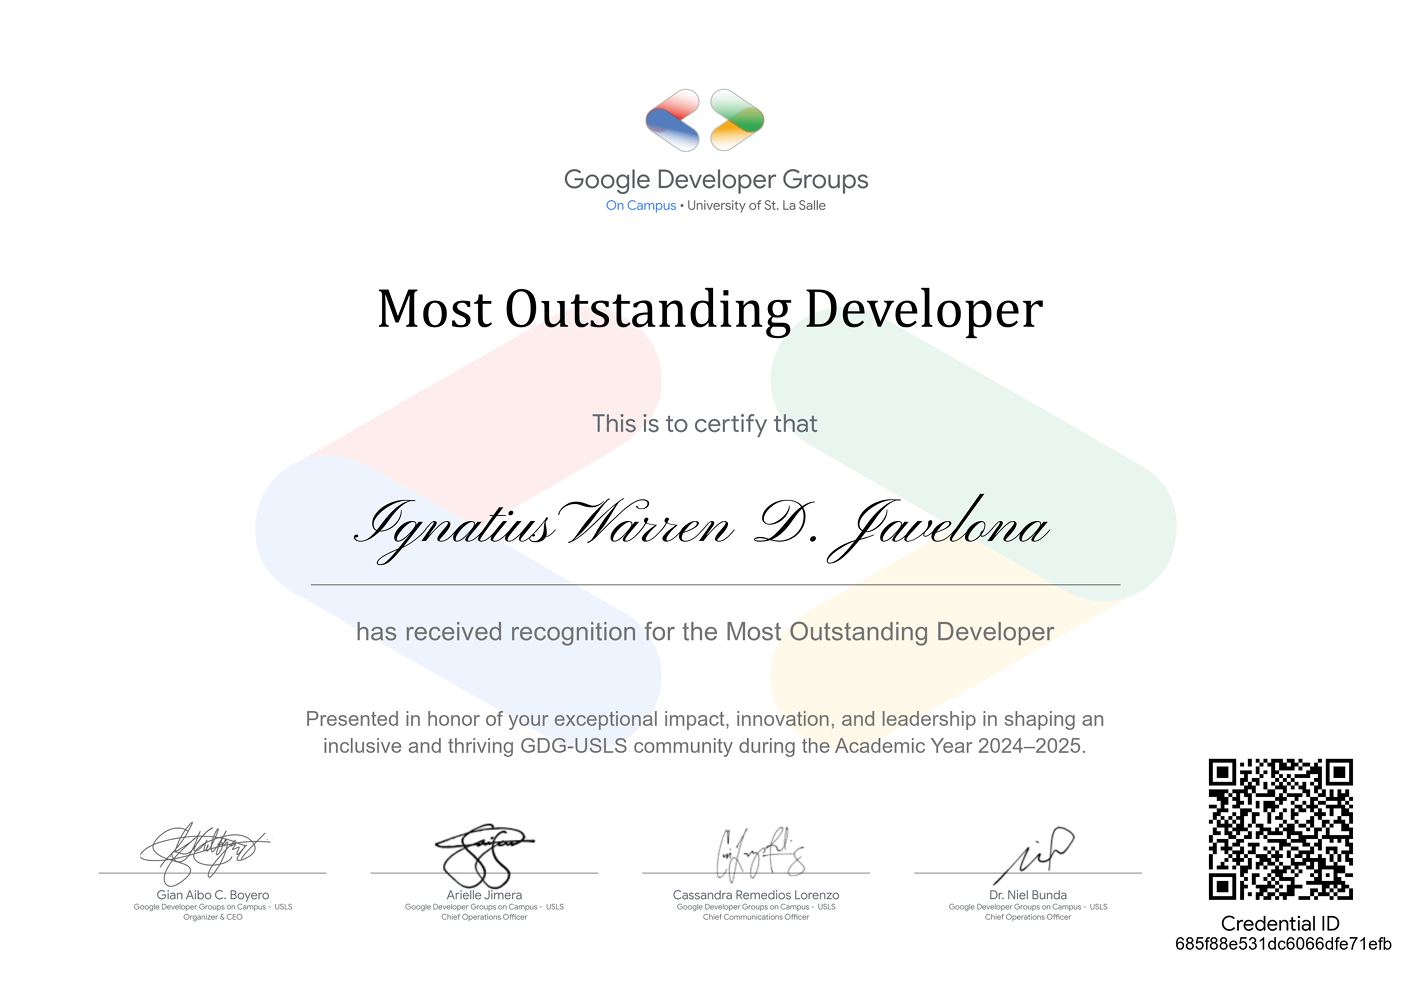 Google Developer Groups
On Campus • University of St. La Salle
Most Outstanding Developer
This is to certify that
Ignatius Warren D. Javelona
has received recognition for the Most Outstanding Developer
Presented in honor of your exceptional impact, innovation, and leadership in shaping an
inclusive and thriving GDG-USLS community during the Academic Year 2024–2025.
Gian Aibo C. Boyero
Google Developer Groups on Campus - USLS
Organizer & CEO
Arielle Jimera
Google Developer Groups on Campus - USLS
Chief Operations Officer
Cassandra Remedios Lorenzo
Google Developer Groups on Campus - USLS
Chief Communications Officer
Dr. Niel Bunda
Google Developer Groups on Campus - USLS
Chief Operations Officer
Credential ID
685f88e531dc6066dfe71efb